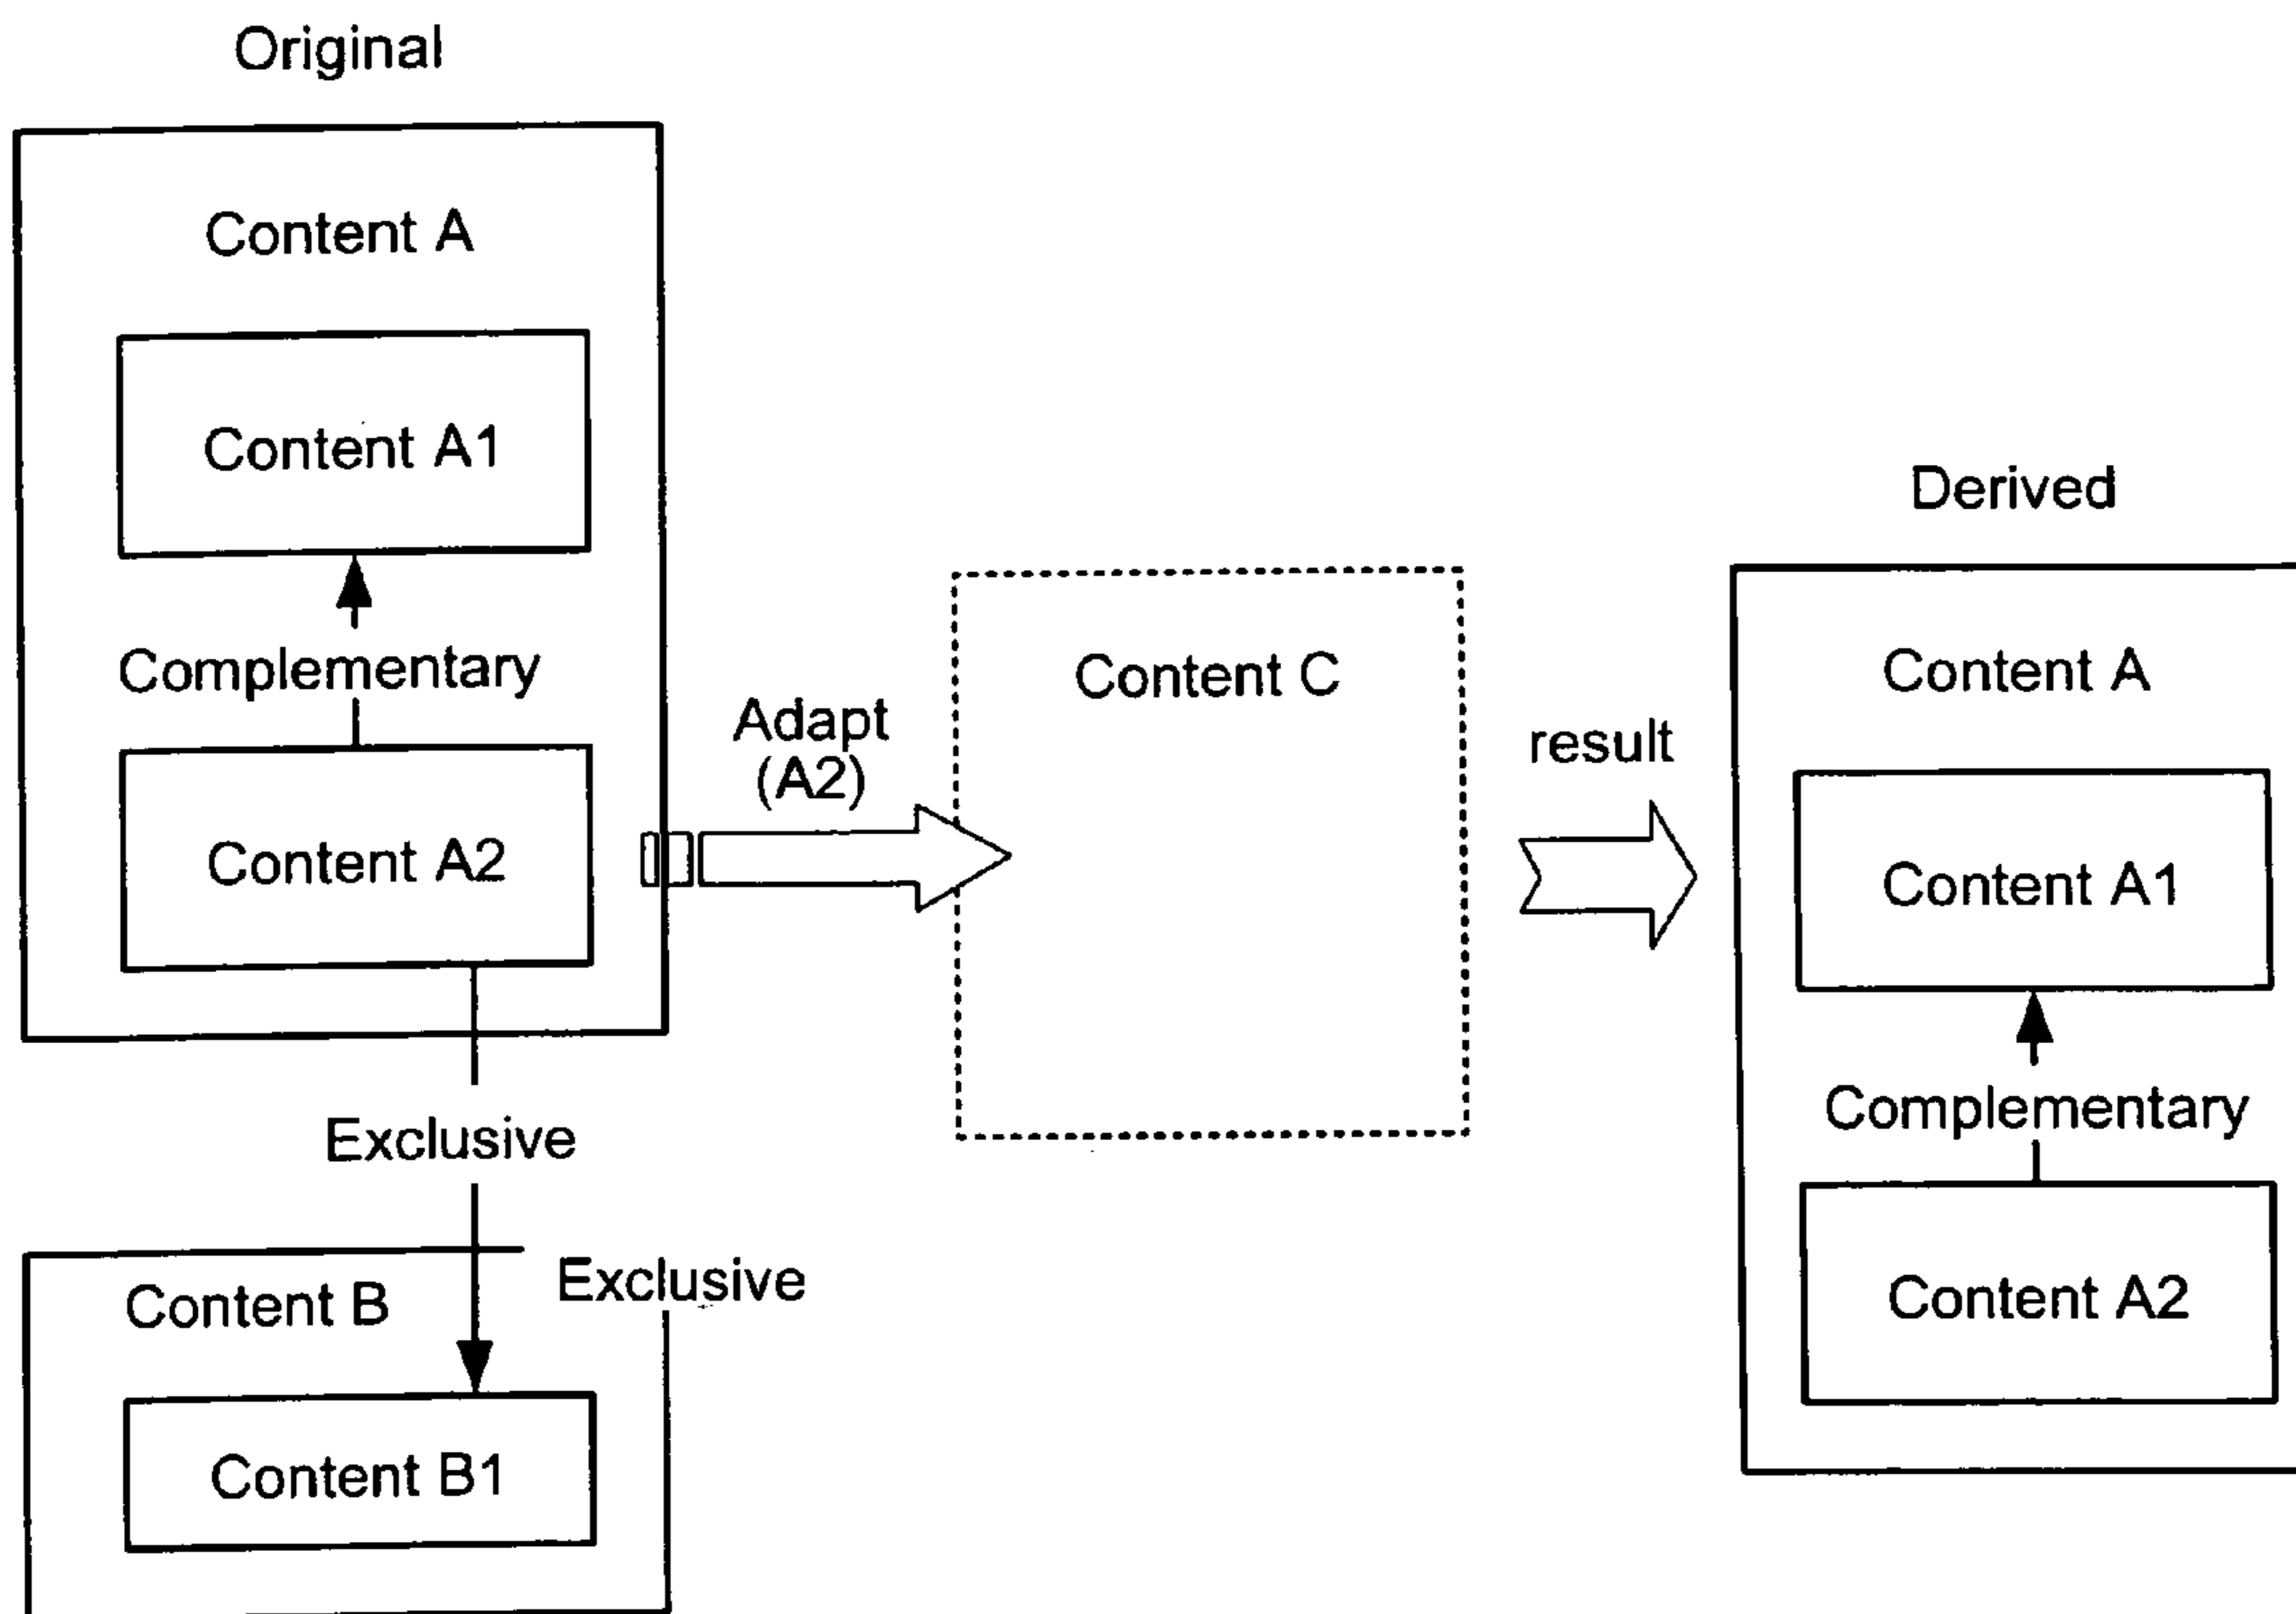 Original
Content A
Content A1
Complementary
Content A2
Exclusive
Content B
Exclusive
Content B1
Adapt
(A2)
Content C
result
Derived
Content A
Content A1
Complementary
Content A2